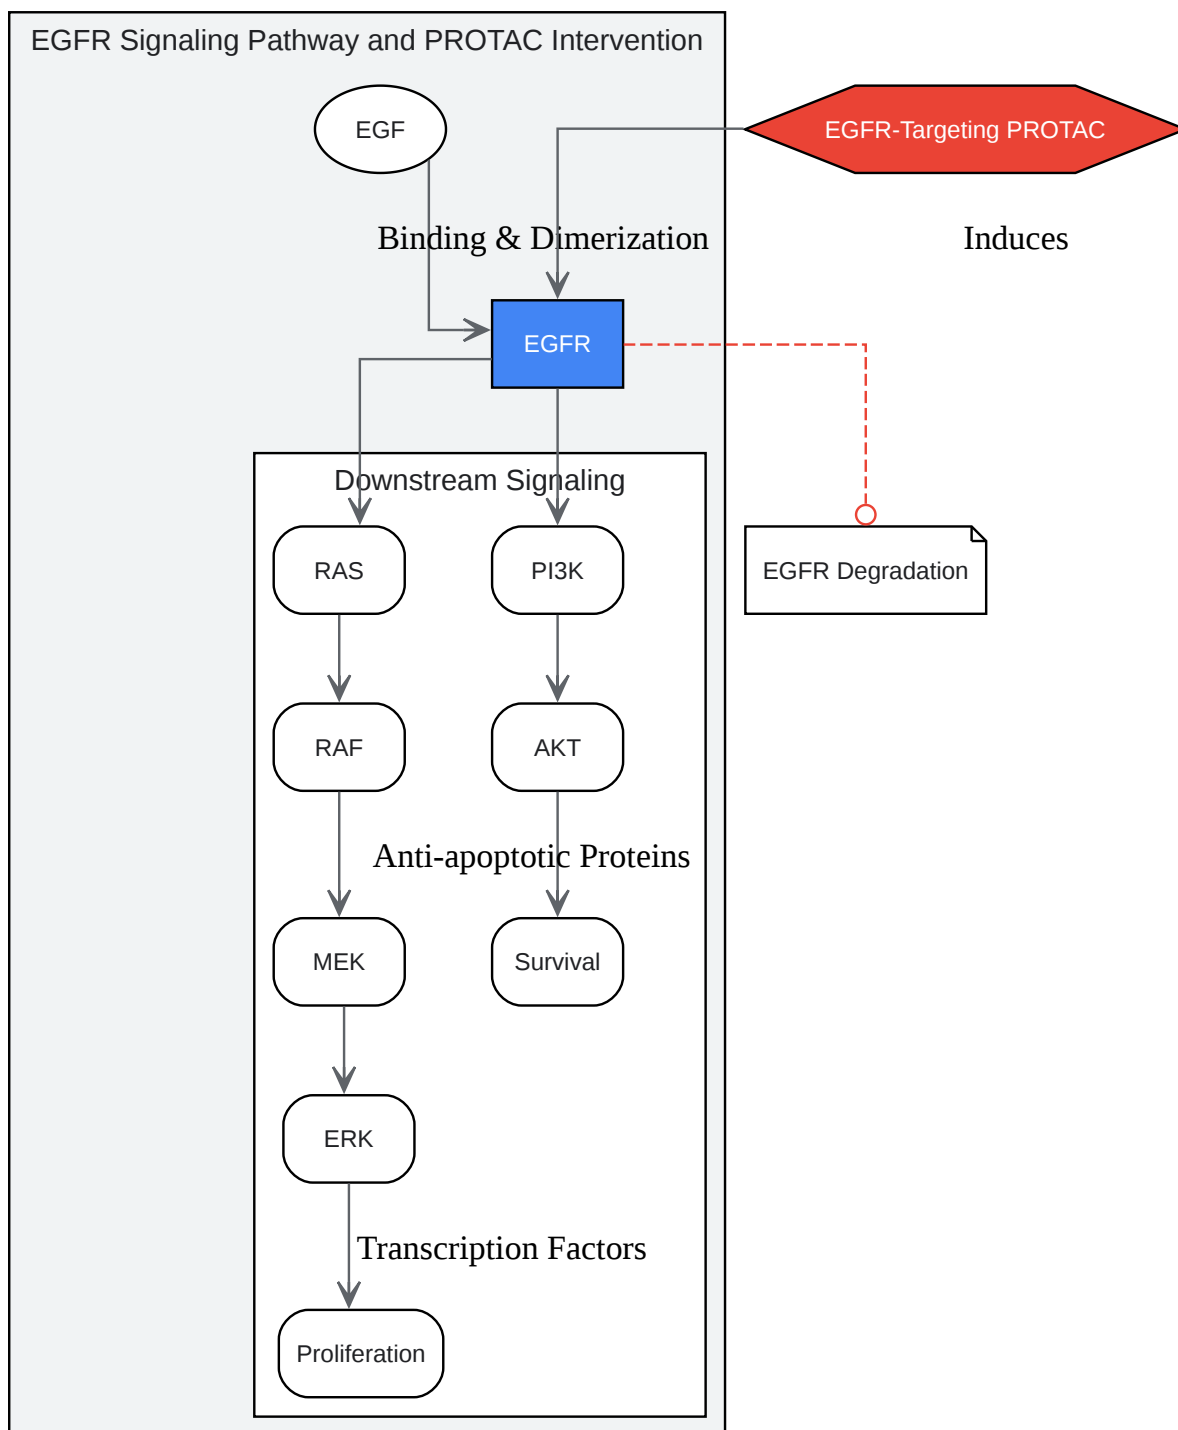 EGFR Signaling Pathway and PROTAC Intervention
EGF
EGFR-Targeting PROTAC
Binding & Dimerization
Induces
EGFR
Downstream Signaling
RAS
PI3K
EGFR Degradation
RAF
AKT
Anti-apoptotic Proteins
MEK
Survival
ERK
Transcription Factors
Proliferation